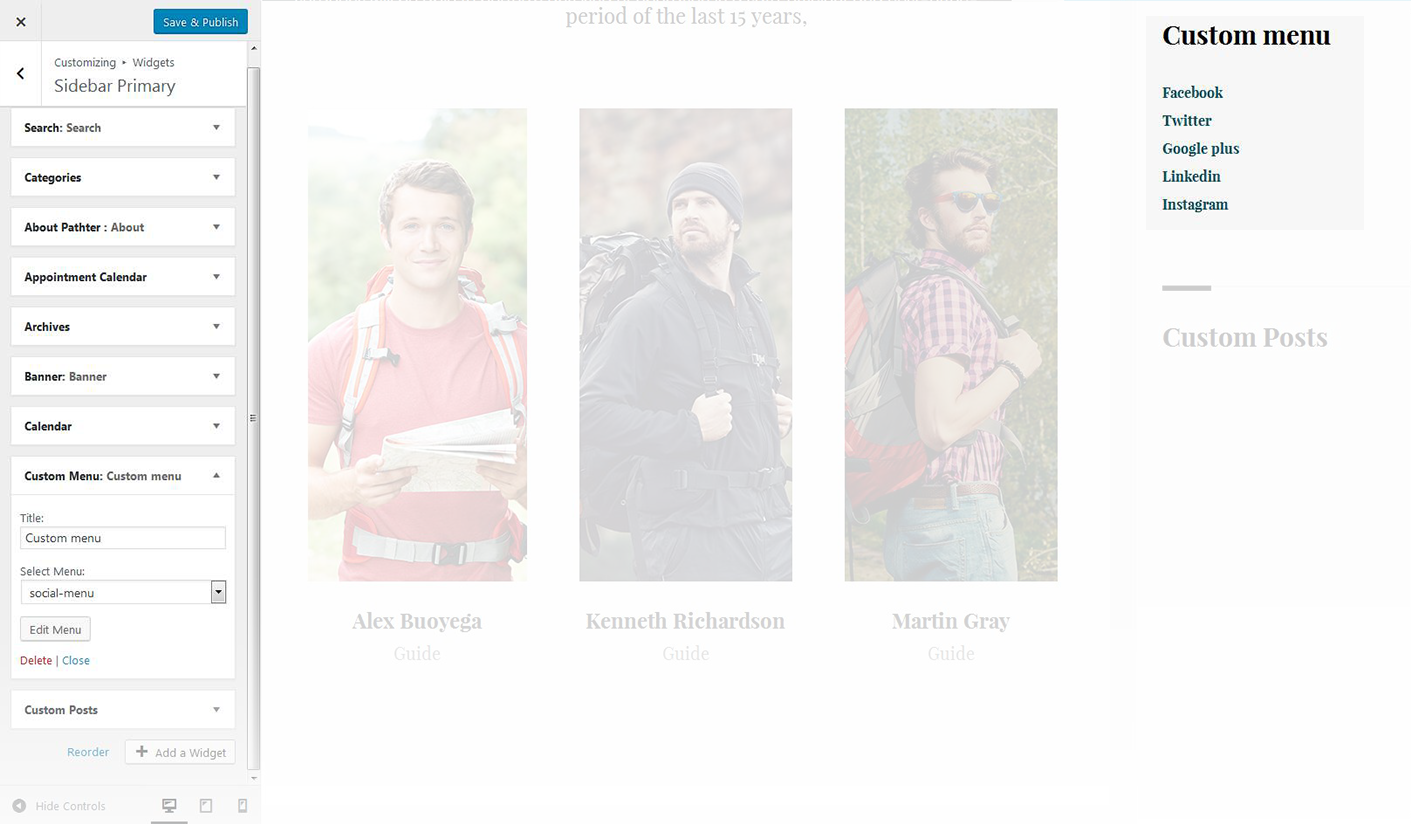 Save & Publish
Customizing ▸ Widgets
Sidebar Primary
Search: Search
Categories
About Pathter : About
Appointment Calendar
Archives
Banner: Banner
Calendar
Custom Menu: Custom menu
Title:
Custom menu
Select Menu:
social-menu
Edit Menu
Delete | Close
Custom Posts
Reorder
Add a Widget
Hide Controls
period of the last 15 years,
Alex Buoyega
Guide
Kenneth Richardson
Guide
Martin Gray
Guide
Custom menu
Facebook
Twitter
Google plus
Linkedin
Instagram
Custom Posts